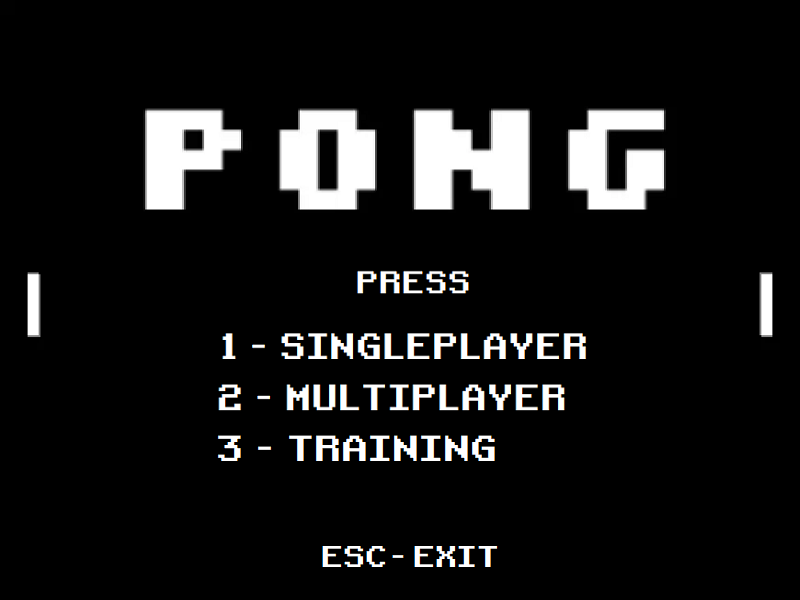 PONG
PRESS
1 - SINGLEPLAYER
2 - MULTIPLAYER
3 - TRAINING
ESC - EXIT